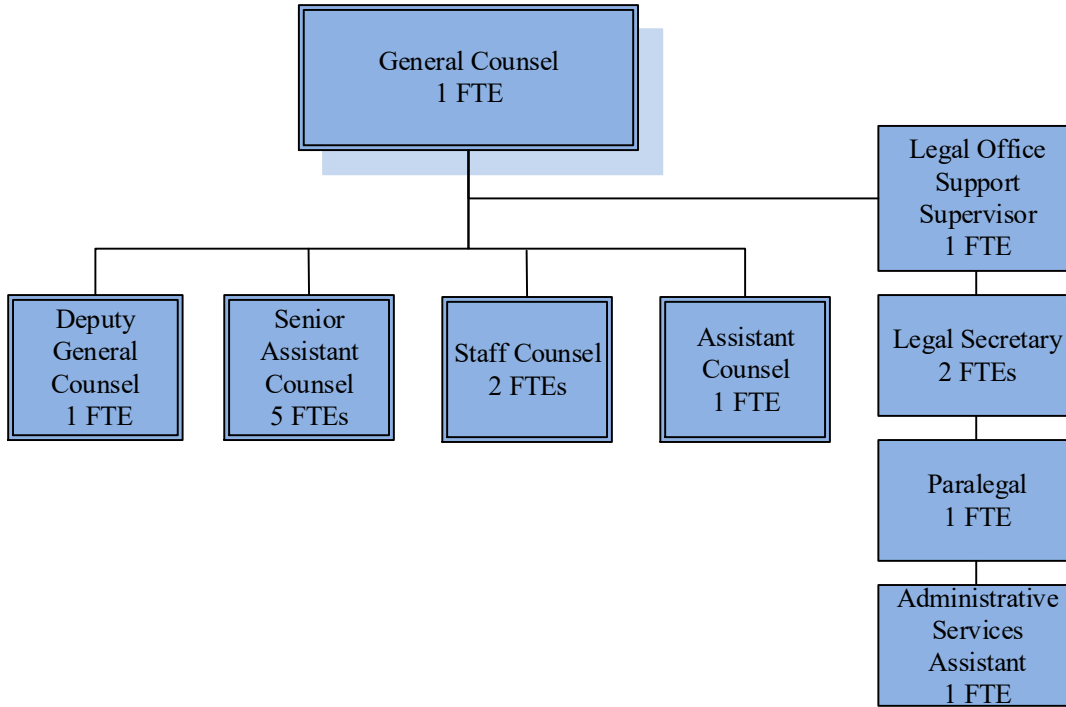 General Counsel
1 FTE
Legal Office
Support
Supervisor
1 FTE
Deputy
General
Counsel
1 FTE
Senior
Assistant
Counsel
5 FTEs
Staff Counsel
2 FTEs
Assistant
Counsel
1 FTE
Legal Secretary
2 FTEs
Paralegal
1 FTE
Administrative
Services
Assistant
1 FTE